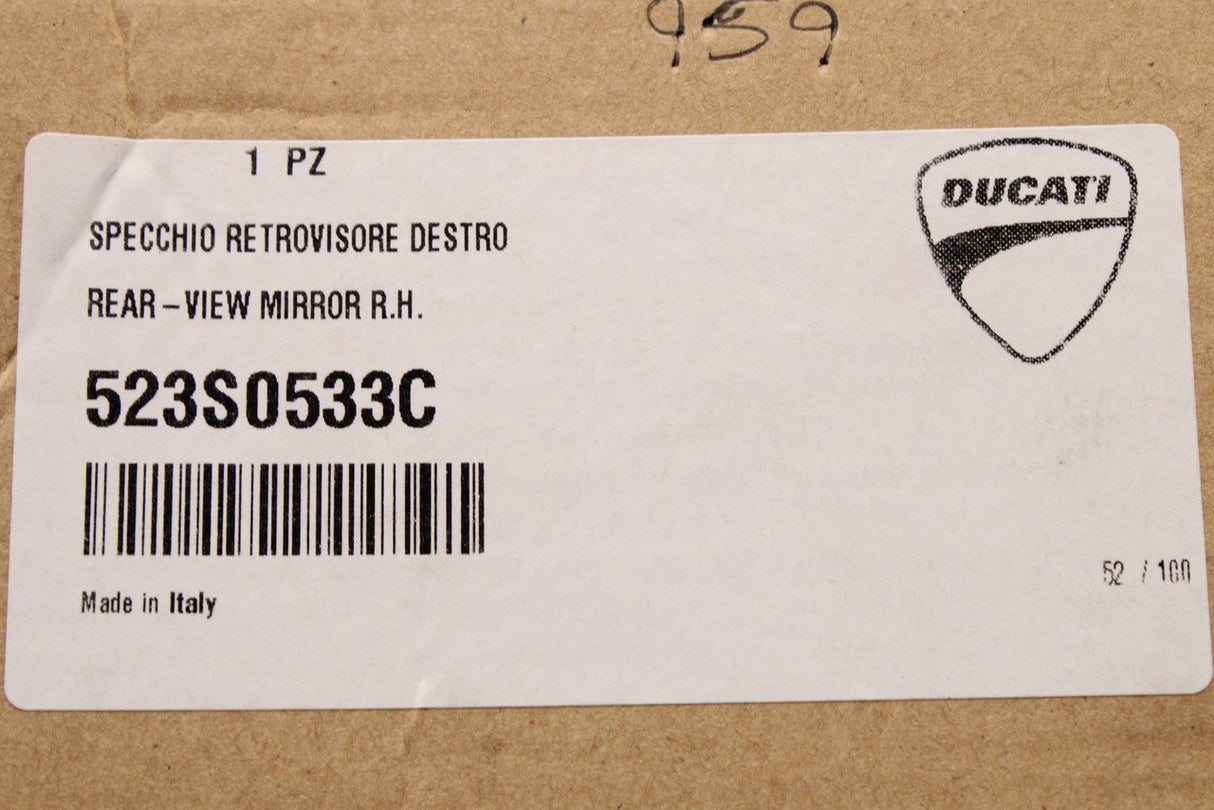 959
1 PZ
DUCATI
SPECCHIO RETROVISORE DESTRO
REAR-VIEW MIRROR R.H.
523S0533C
52 / 100
Made in Italy